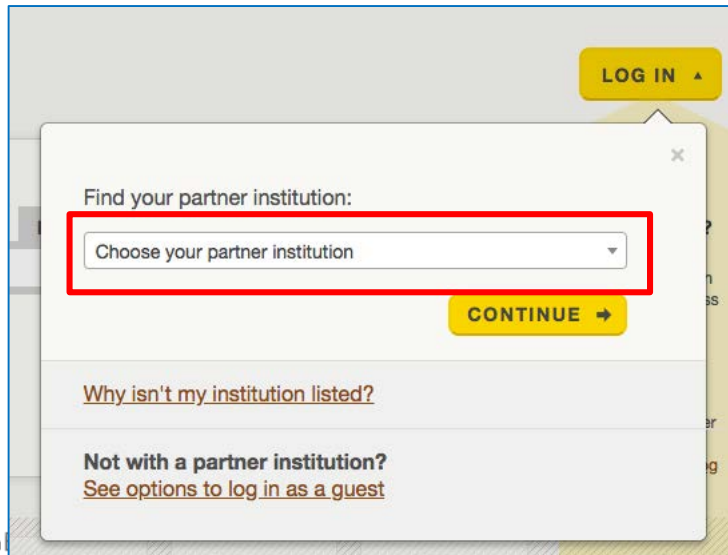 LOG IN
Find your partner institution:
Choose your partner institution
CONTINUE
Why isn't my institution listed?
Not with a partner institution?
See options to log in as a guest